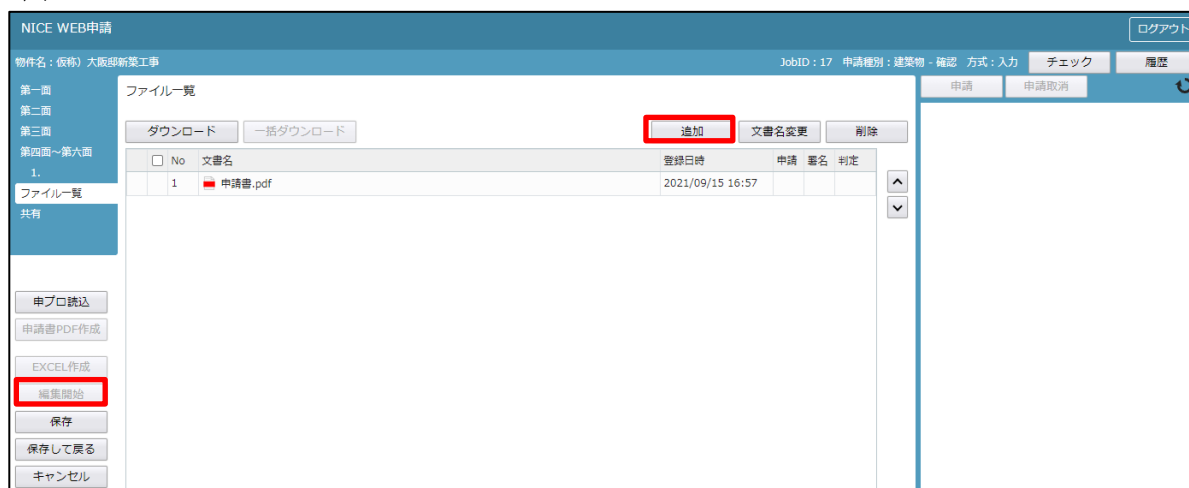 NICE WEB申請
ログアウト
物件名：仮称）大阪邸新築工事 JobID：17 申請種別：建築物 - 確認 方式：入力 チェック 履歴
第一面
第二面
第三面
第四面～第六面
1.
ファイル一覧
共有
申プロ読込
申請書PDF作成
EXCEL作成
編集開始
保存
保存して戻る
キャンセル
ファイル一覧
ダウンロード 一括ダウンロード 追加 文書名変更 削除
No 文書名 登録日時 申請 署名 判定
1 申請書.pdf 2021/09/15 16:57
申請 申請取消